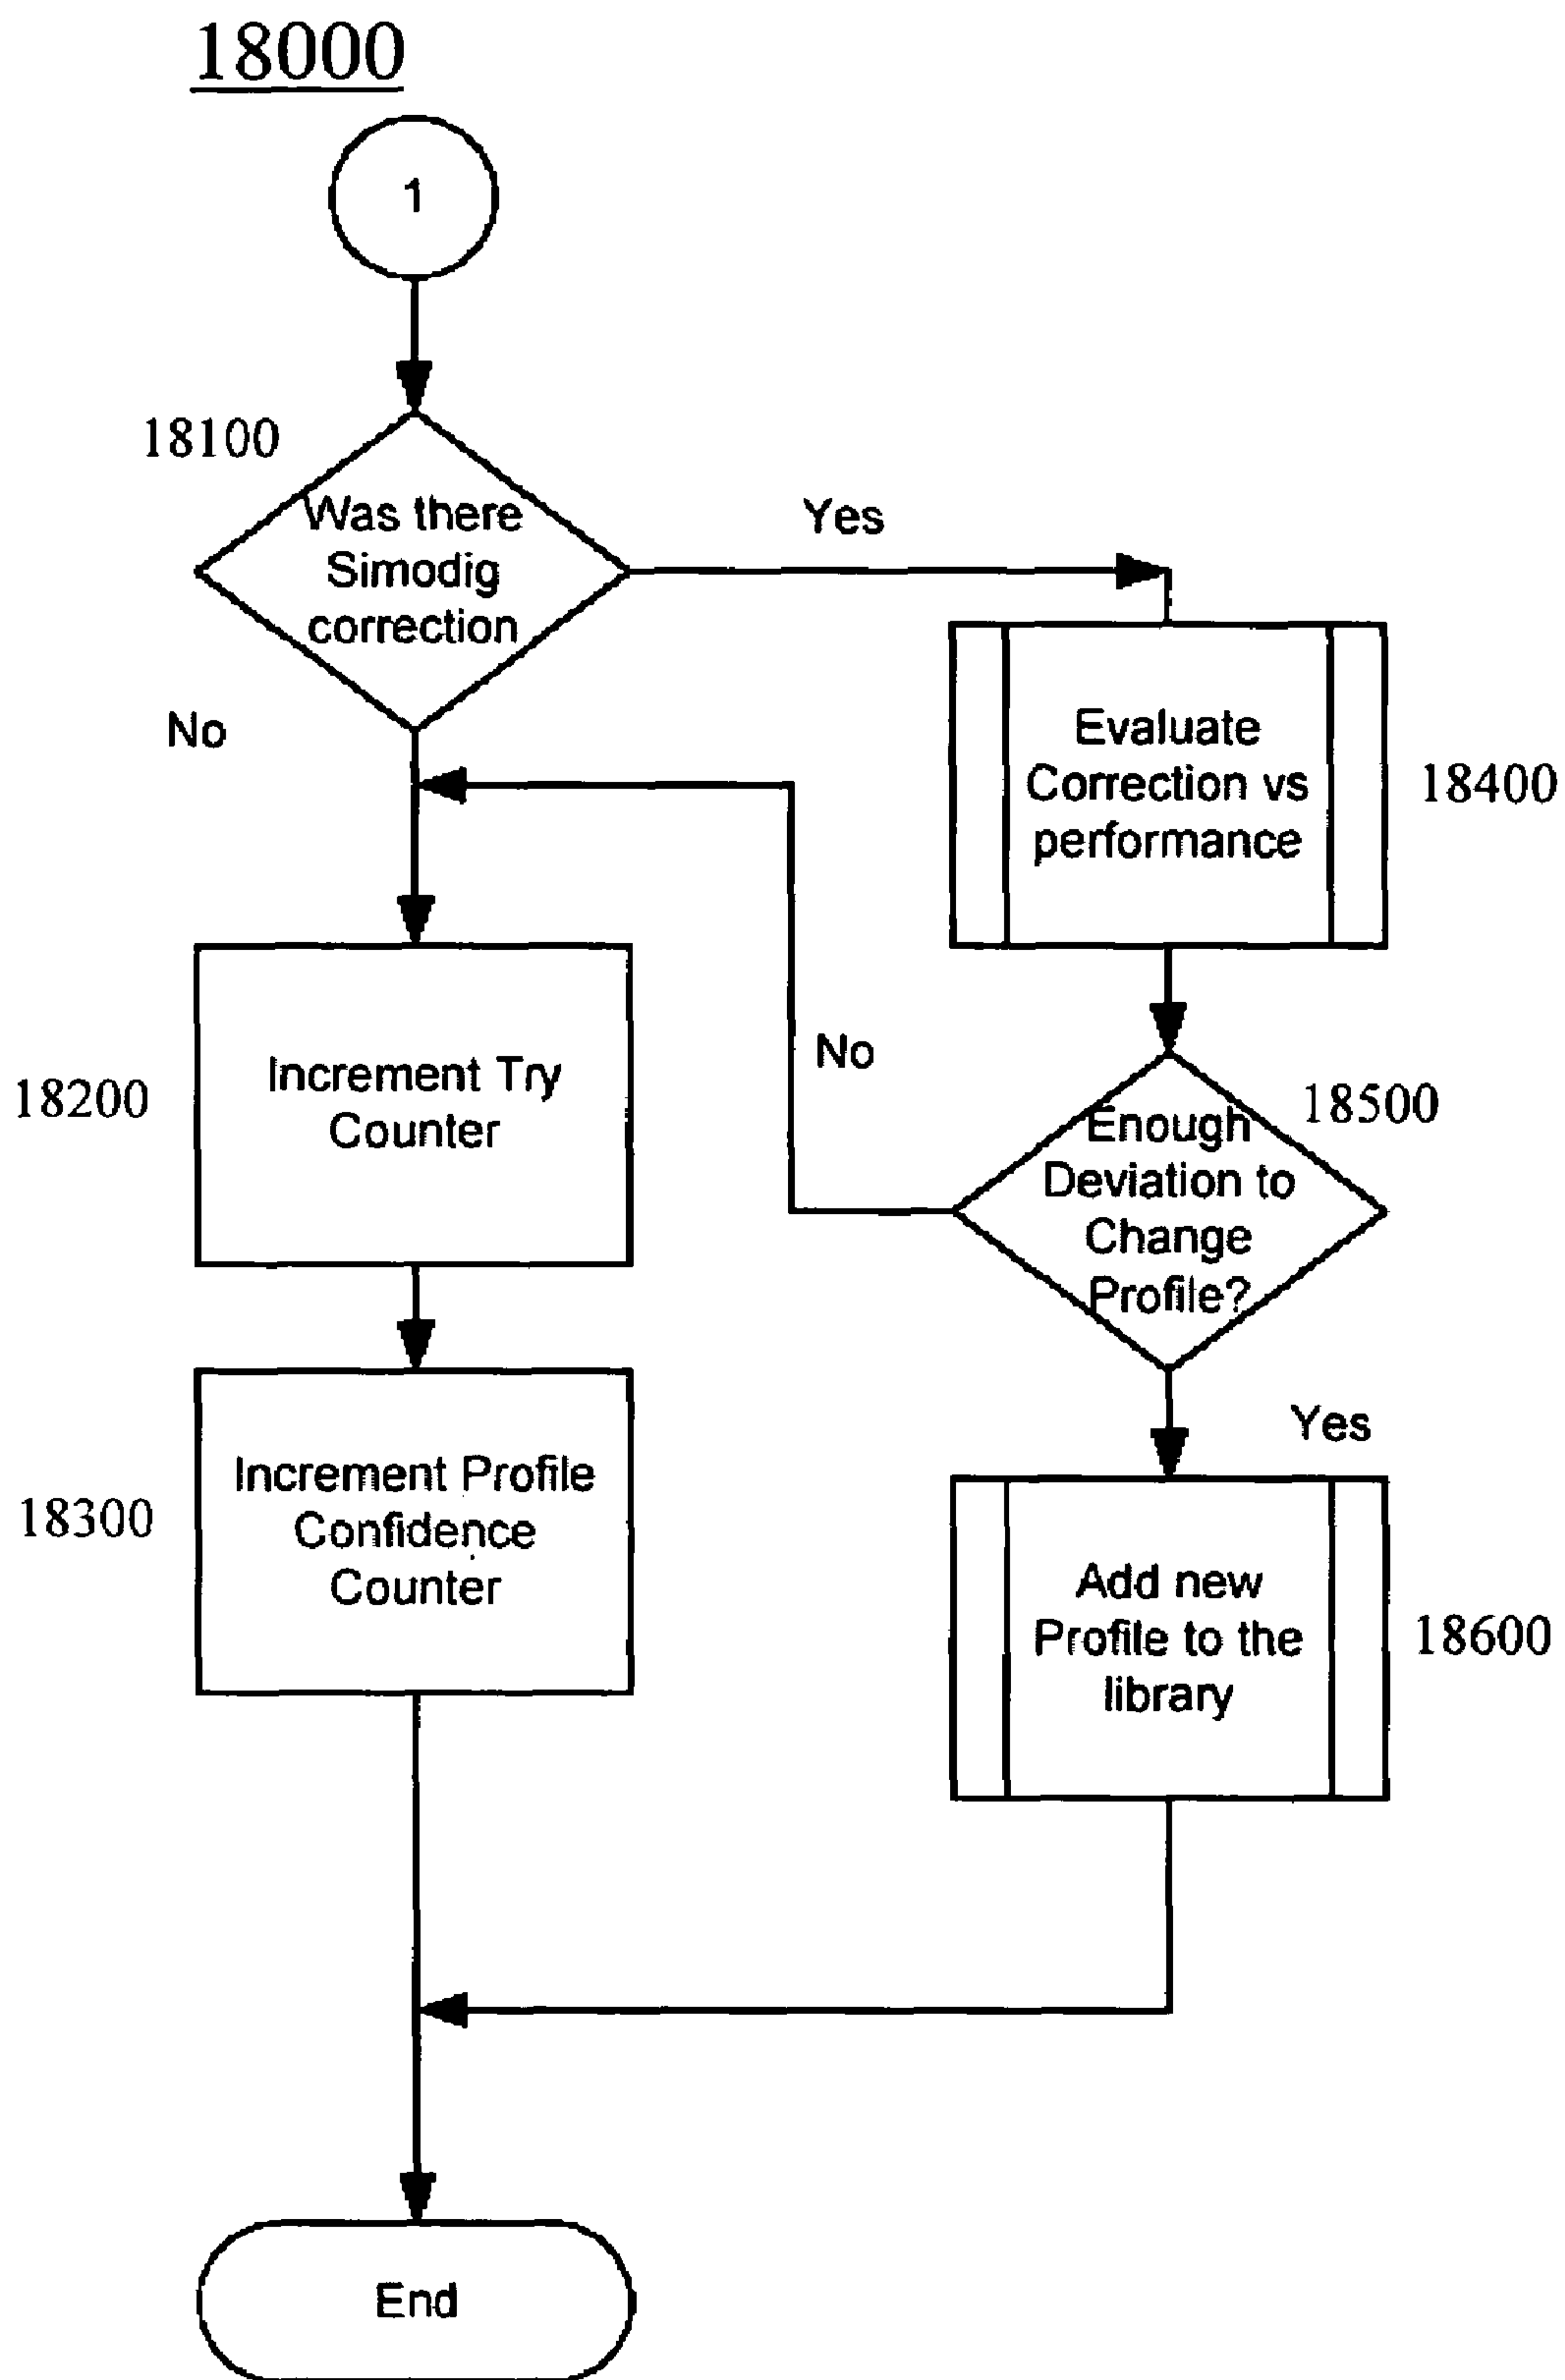 18000
1
18100
Was there
Simodig
correction
Yes
No
Evaluate
Correction vs
performance
18400
Increment Try
Counter
18200
No
18500
Enough
Deviation to
Change
Profile?
Yes
Increment Profile
Confidence
Counter
18300
Add new
Profile to the
library
18600
End